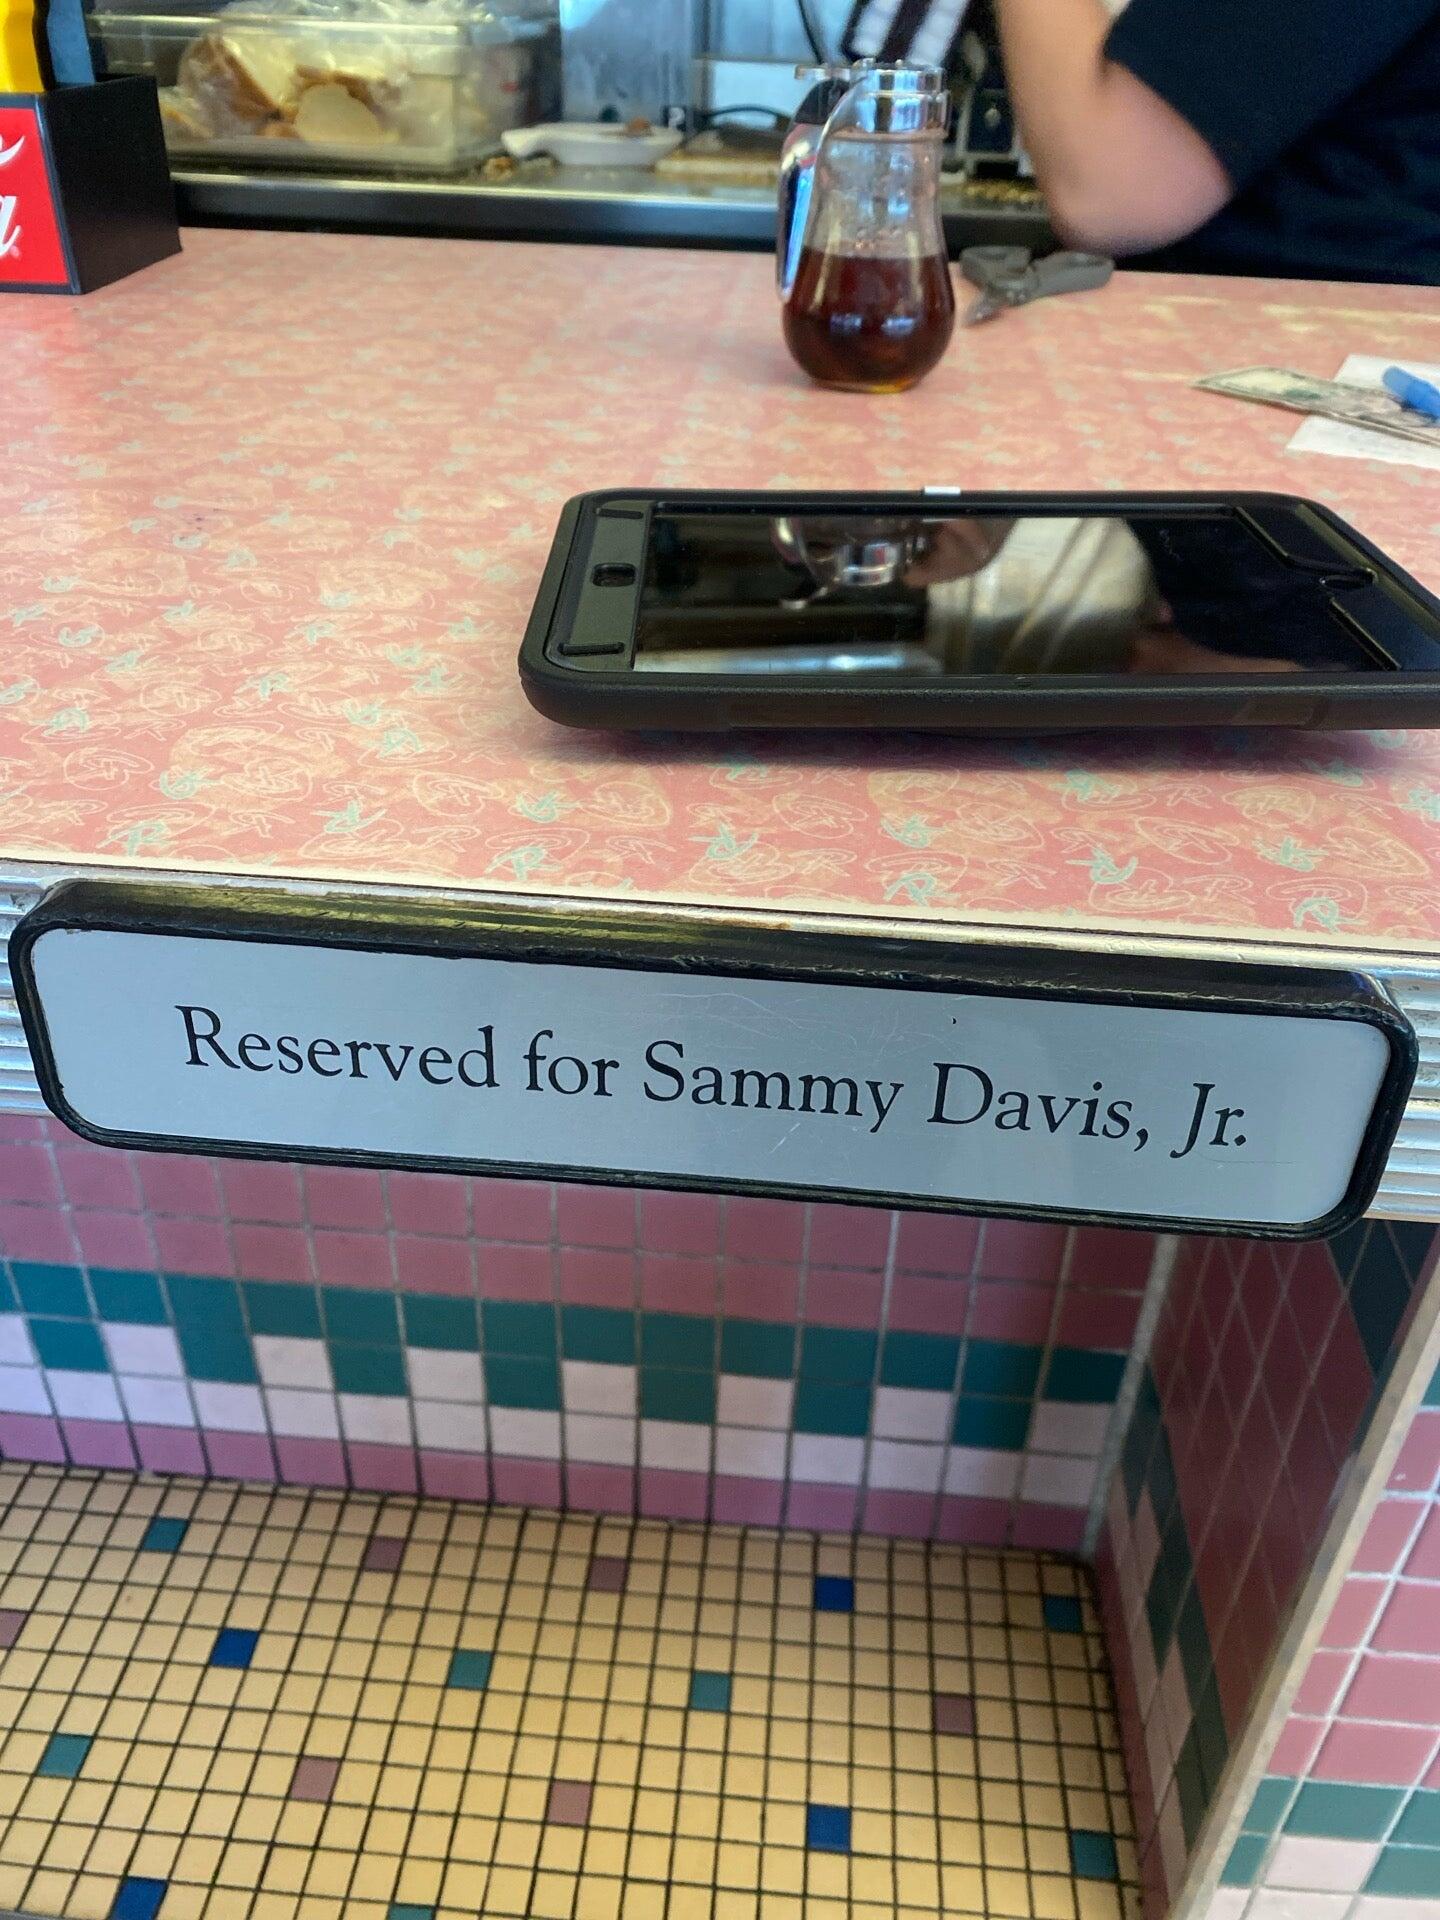 Reserved for Sammy Davis, Jr.